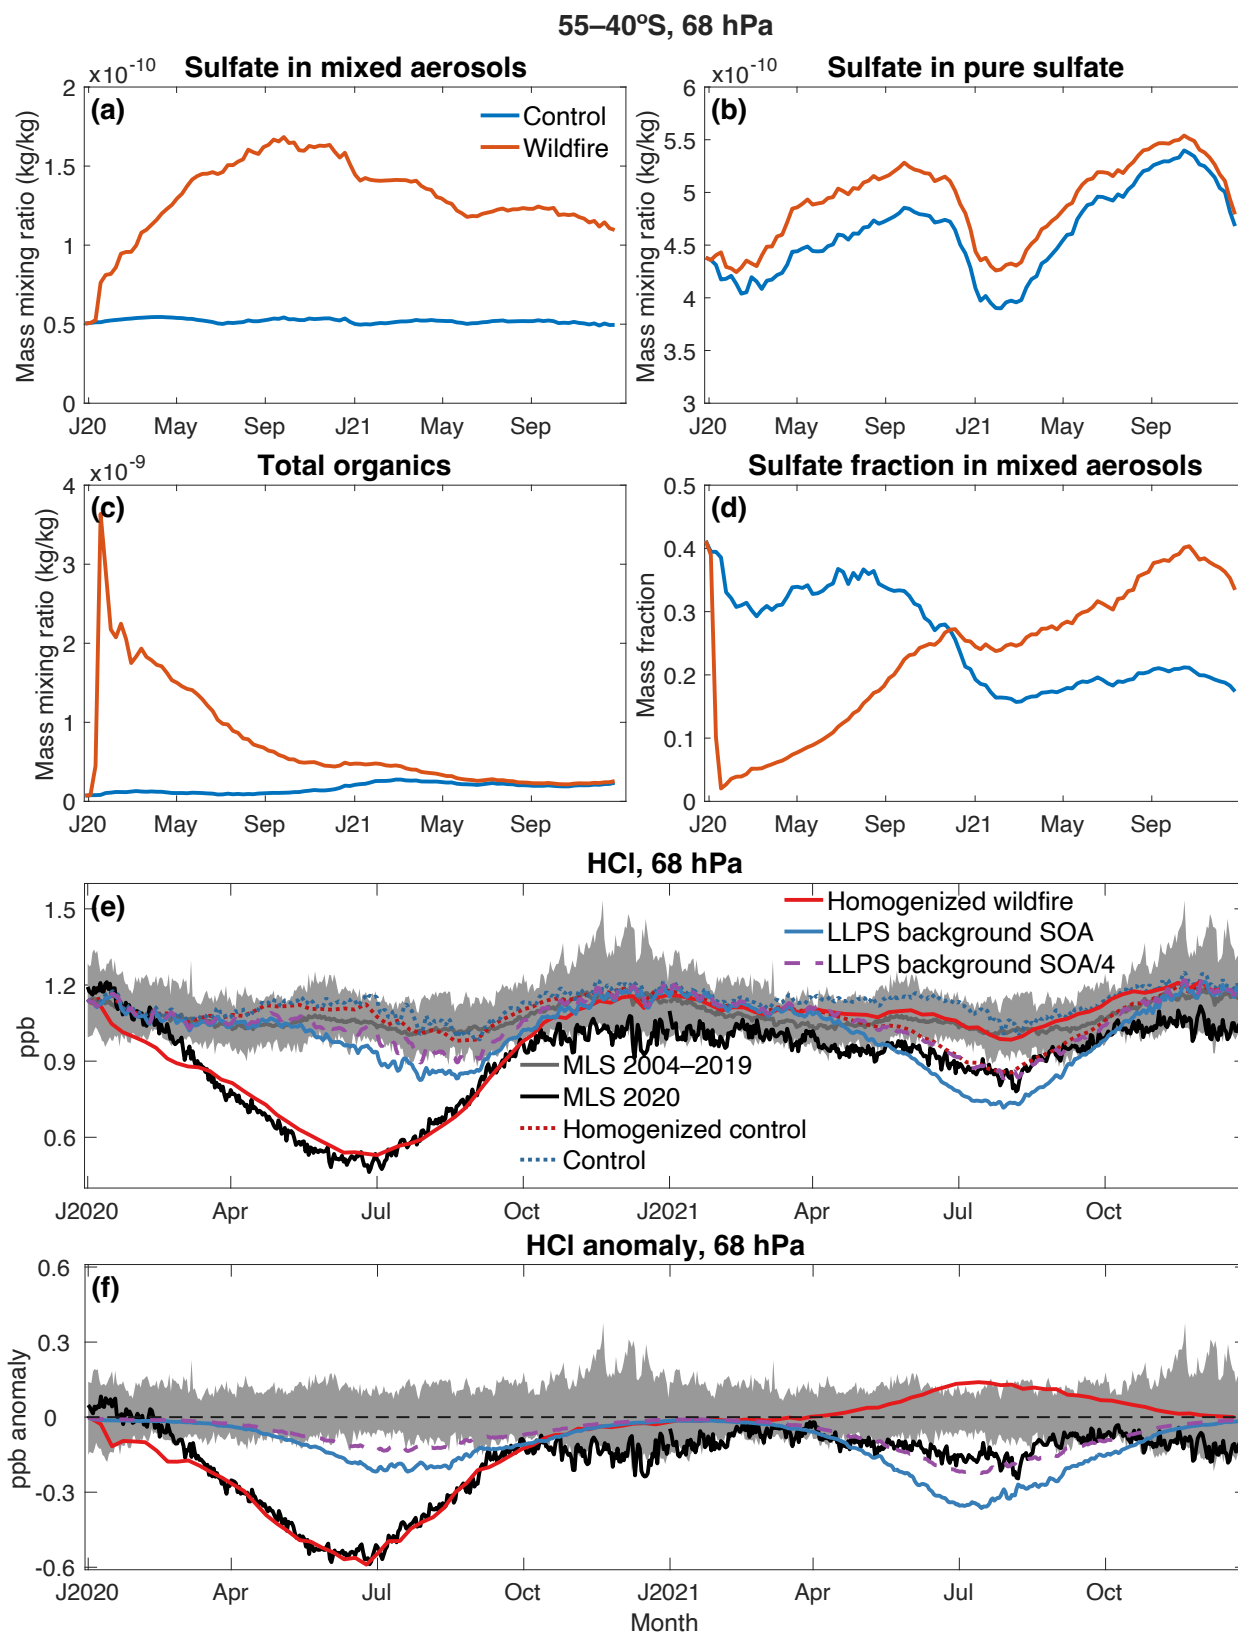 55–40ºS, 68 hPa
x10-10
Sulfate in mixed aerosols
(a)
Control
Wildfire
Mass mixing ratio (kg/kg)
2
1.5
1
0.5
0
J20 May Sep J21 May Sep
x10-10
Sulfate in pure sulfate
(b)
Mass mixing ratio (kg/kg)
6
5.5
5
4.5
4
3.5
3
J20 May Sep J21 May Sep
x10-9
Total organics
(c)
Mass mixing ratio (kg/kg)
4
3
2
1
0
J20 May Sep J21 May Sep
Sulfate fraction in mixed aerosols
(d)
Mass fraction
0.5
0.4
0.3
0.2
0.1
0
J20 May Sep J21 May Sep
HCl, 68 hPa
(e)
Homogenized wildfire
LLPS background SOA
LLPS background SOA/4
MLS 2004–2019
MLS 2020
Homogenized control
Control
ppb
1.5
1.2
0.9
0.6
J2020 Apr Jul Oct J2021 Apr Jul Oct
HCl anomaly, 68 hPa
(f)
ppb anomaly
0.6
0.3
0
-0.3
-0.6
J2020 Apr Jul Oct J2021 Apr Jul Oct
Month